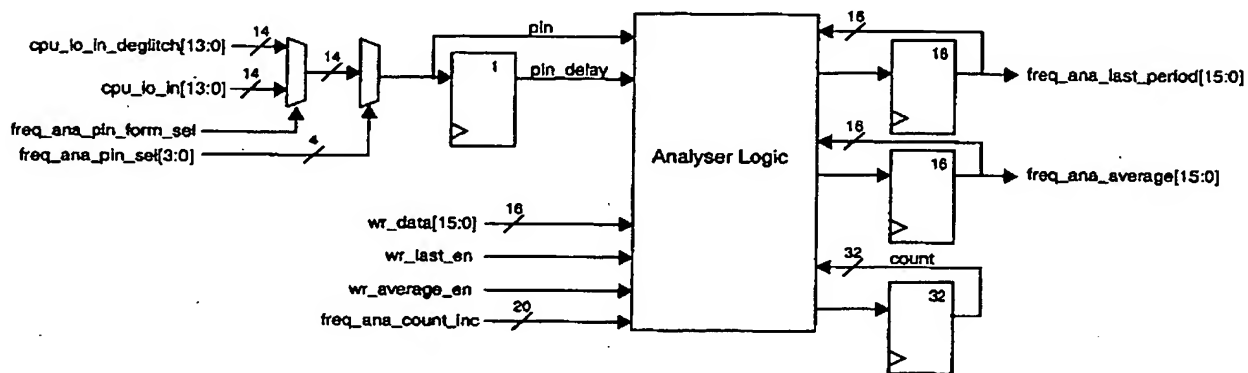 cpu_io_in_deglitch[13:0]
14
cpu_io_in[13:0]
14
freq_ana_pin_form_sel
freq_ana_pin_sel[3:0]
4
14
1
pin
pin_delay
wr_data[15:0]
16
wr_last_en
wr_average_en
freq_ana_count_inc
20
Analyser Logic
16
16
freq_ana_last_period[15:0]
16
16
freq_ana_average[15:0]
32
count
32